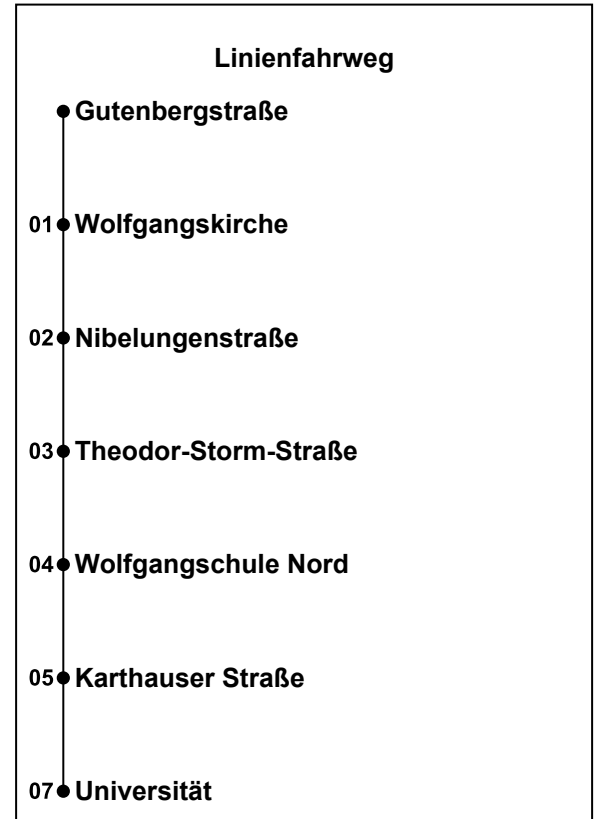 Linienfahrweg
Gutenbergstraße
01 Wolfgangskirche
02 Nibelungenstraße
03 Theodor-Storm-Straße
04 Wolfgangschule Nord
05 Karthauser Straße
07 Universität